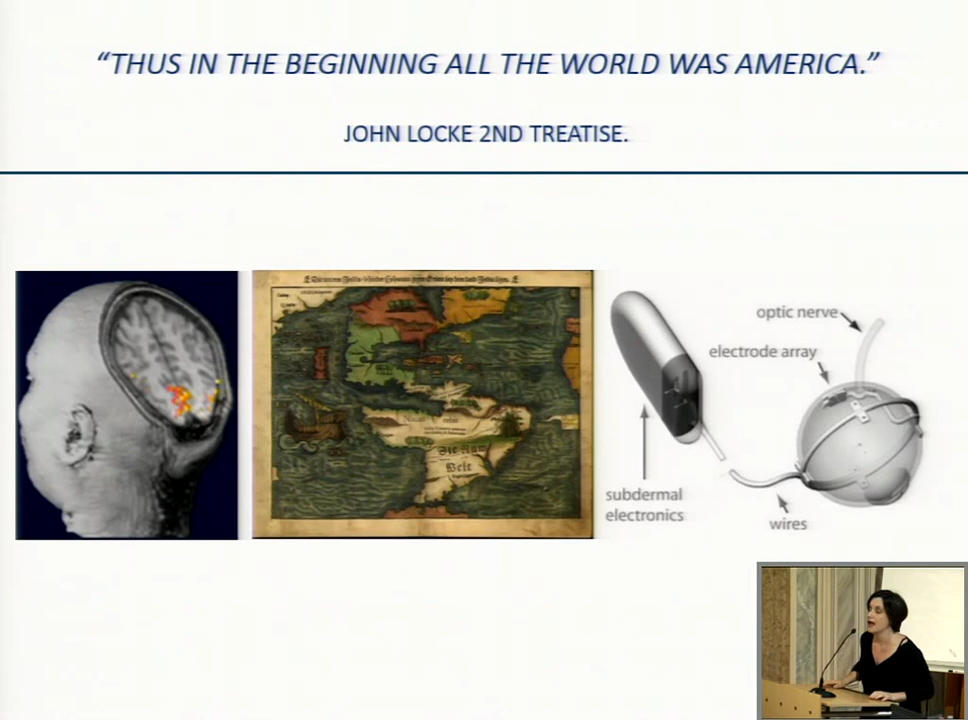 “THUS IN THE BEGINNING ALL THE WORLD WAS AMERICA.”
JOHN LOCKE 2ND TREATISE.
optic nerve
electrode array
Welt
subdermal
electronics
wires